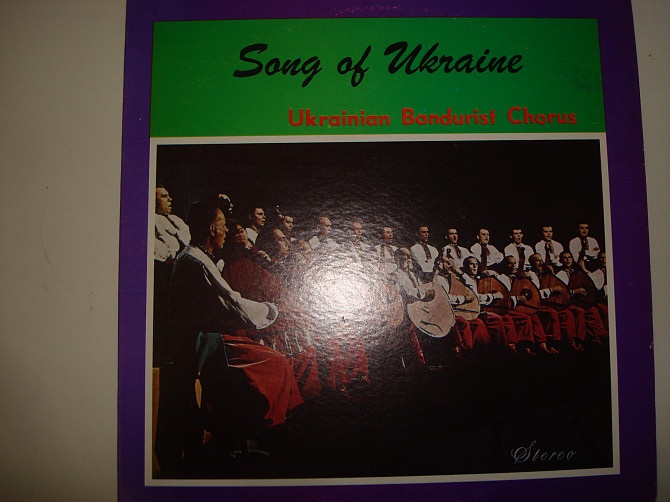 Song of Ukraine
Ukrainian Bandurist Chorus
Stereo